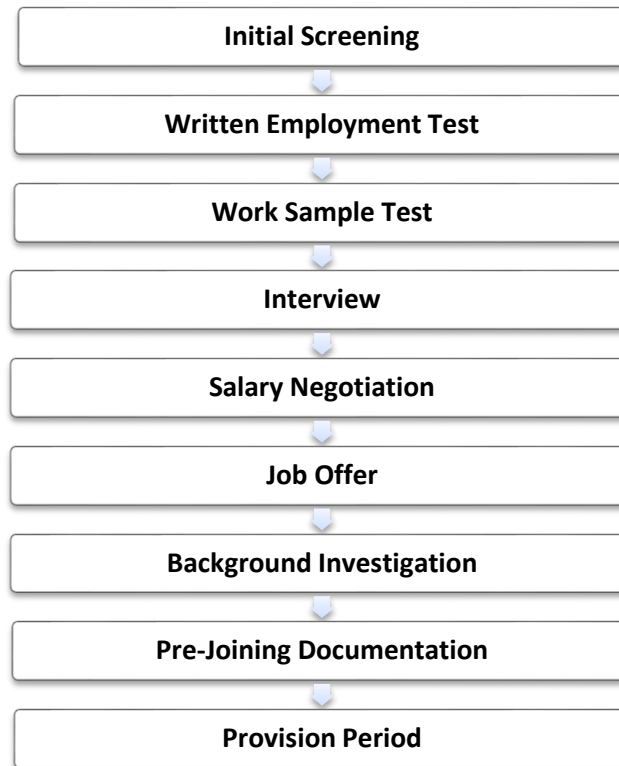 Initial Screening
Written Employment Test
Work Sample Test
Interview
Salary Negotiation
Job Offer
Background Investigation
Pre-Joining Documentation
Provision Period